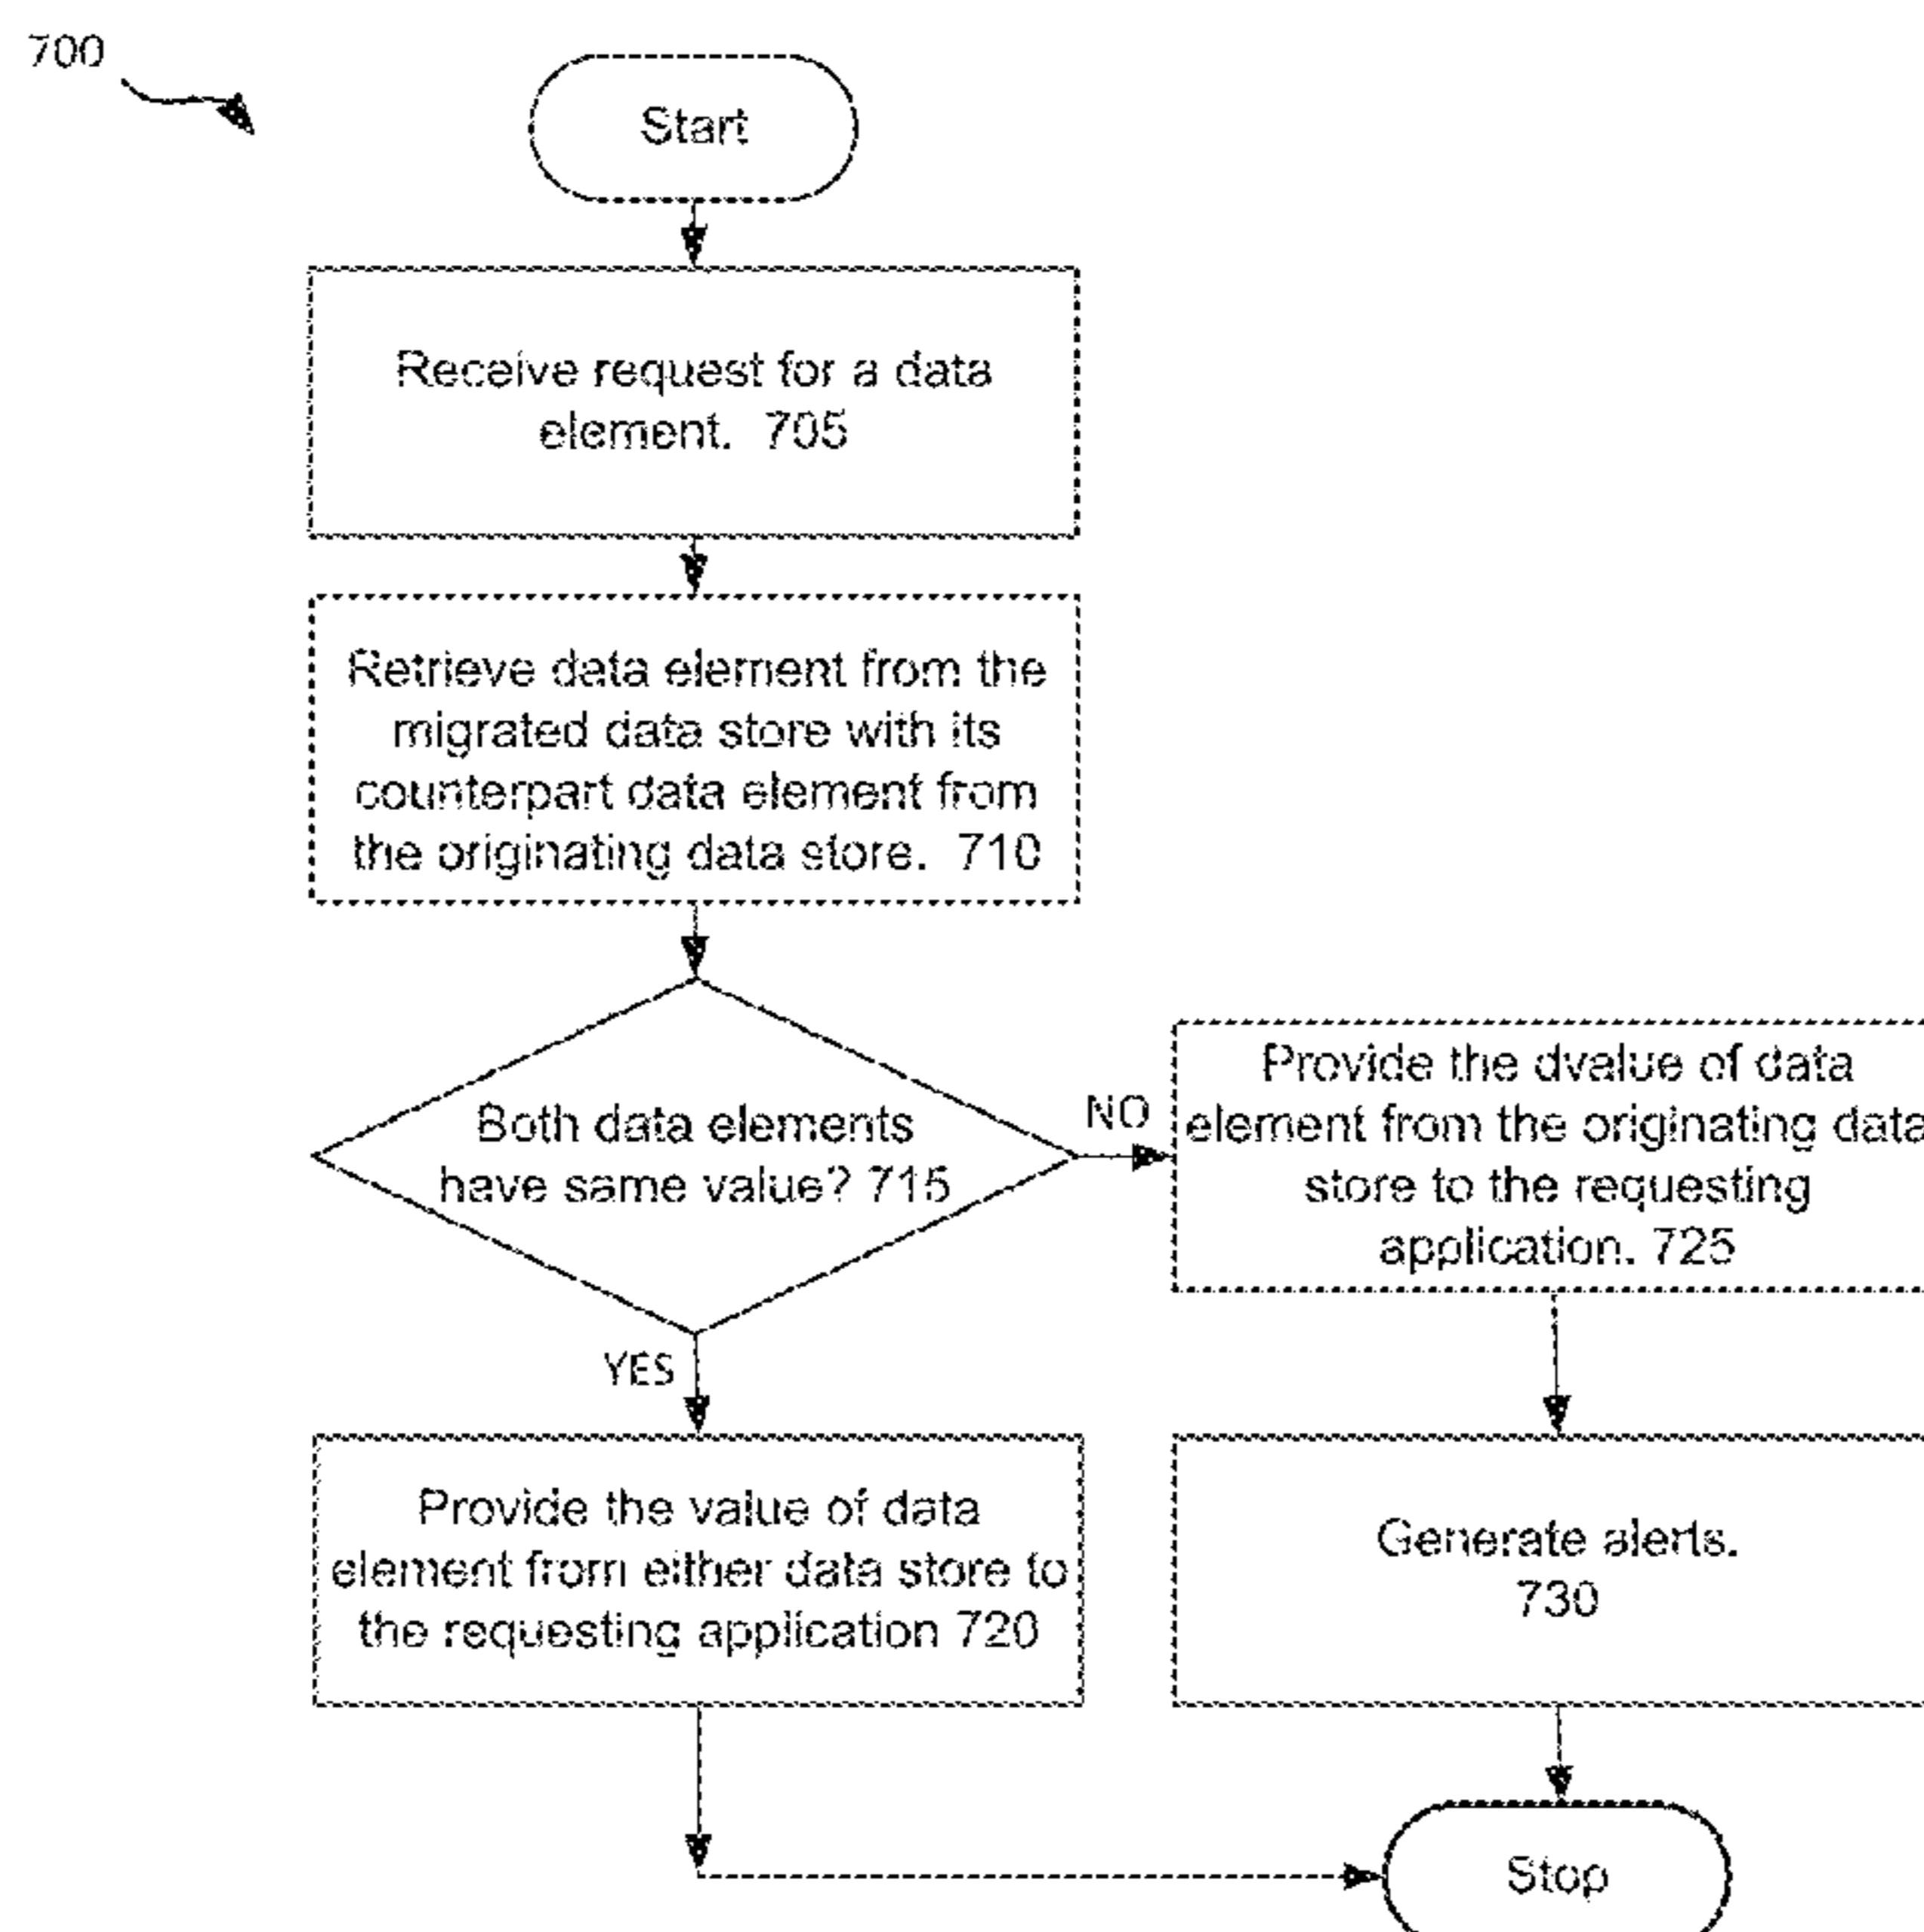 700
Start
Receive request for a data
element. 705
Retrieve data element from the
migrated data store with its
counterpart data element from
the originating data store. 710
Both data elements
have same value? 715
NO
Provide the dvalue of data
element from the originating data
store to the requesting
application. 725
YES
Provide the value of data
element from either data store to
the requesting application 720
Generate alerts.
730
Stop